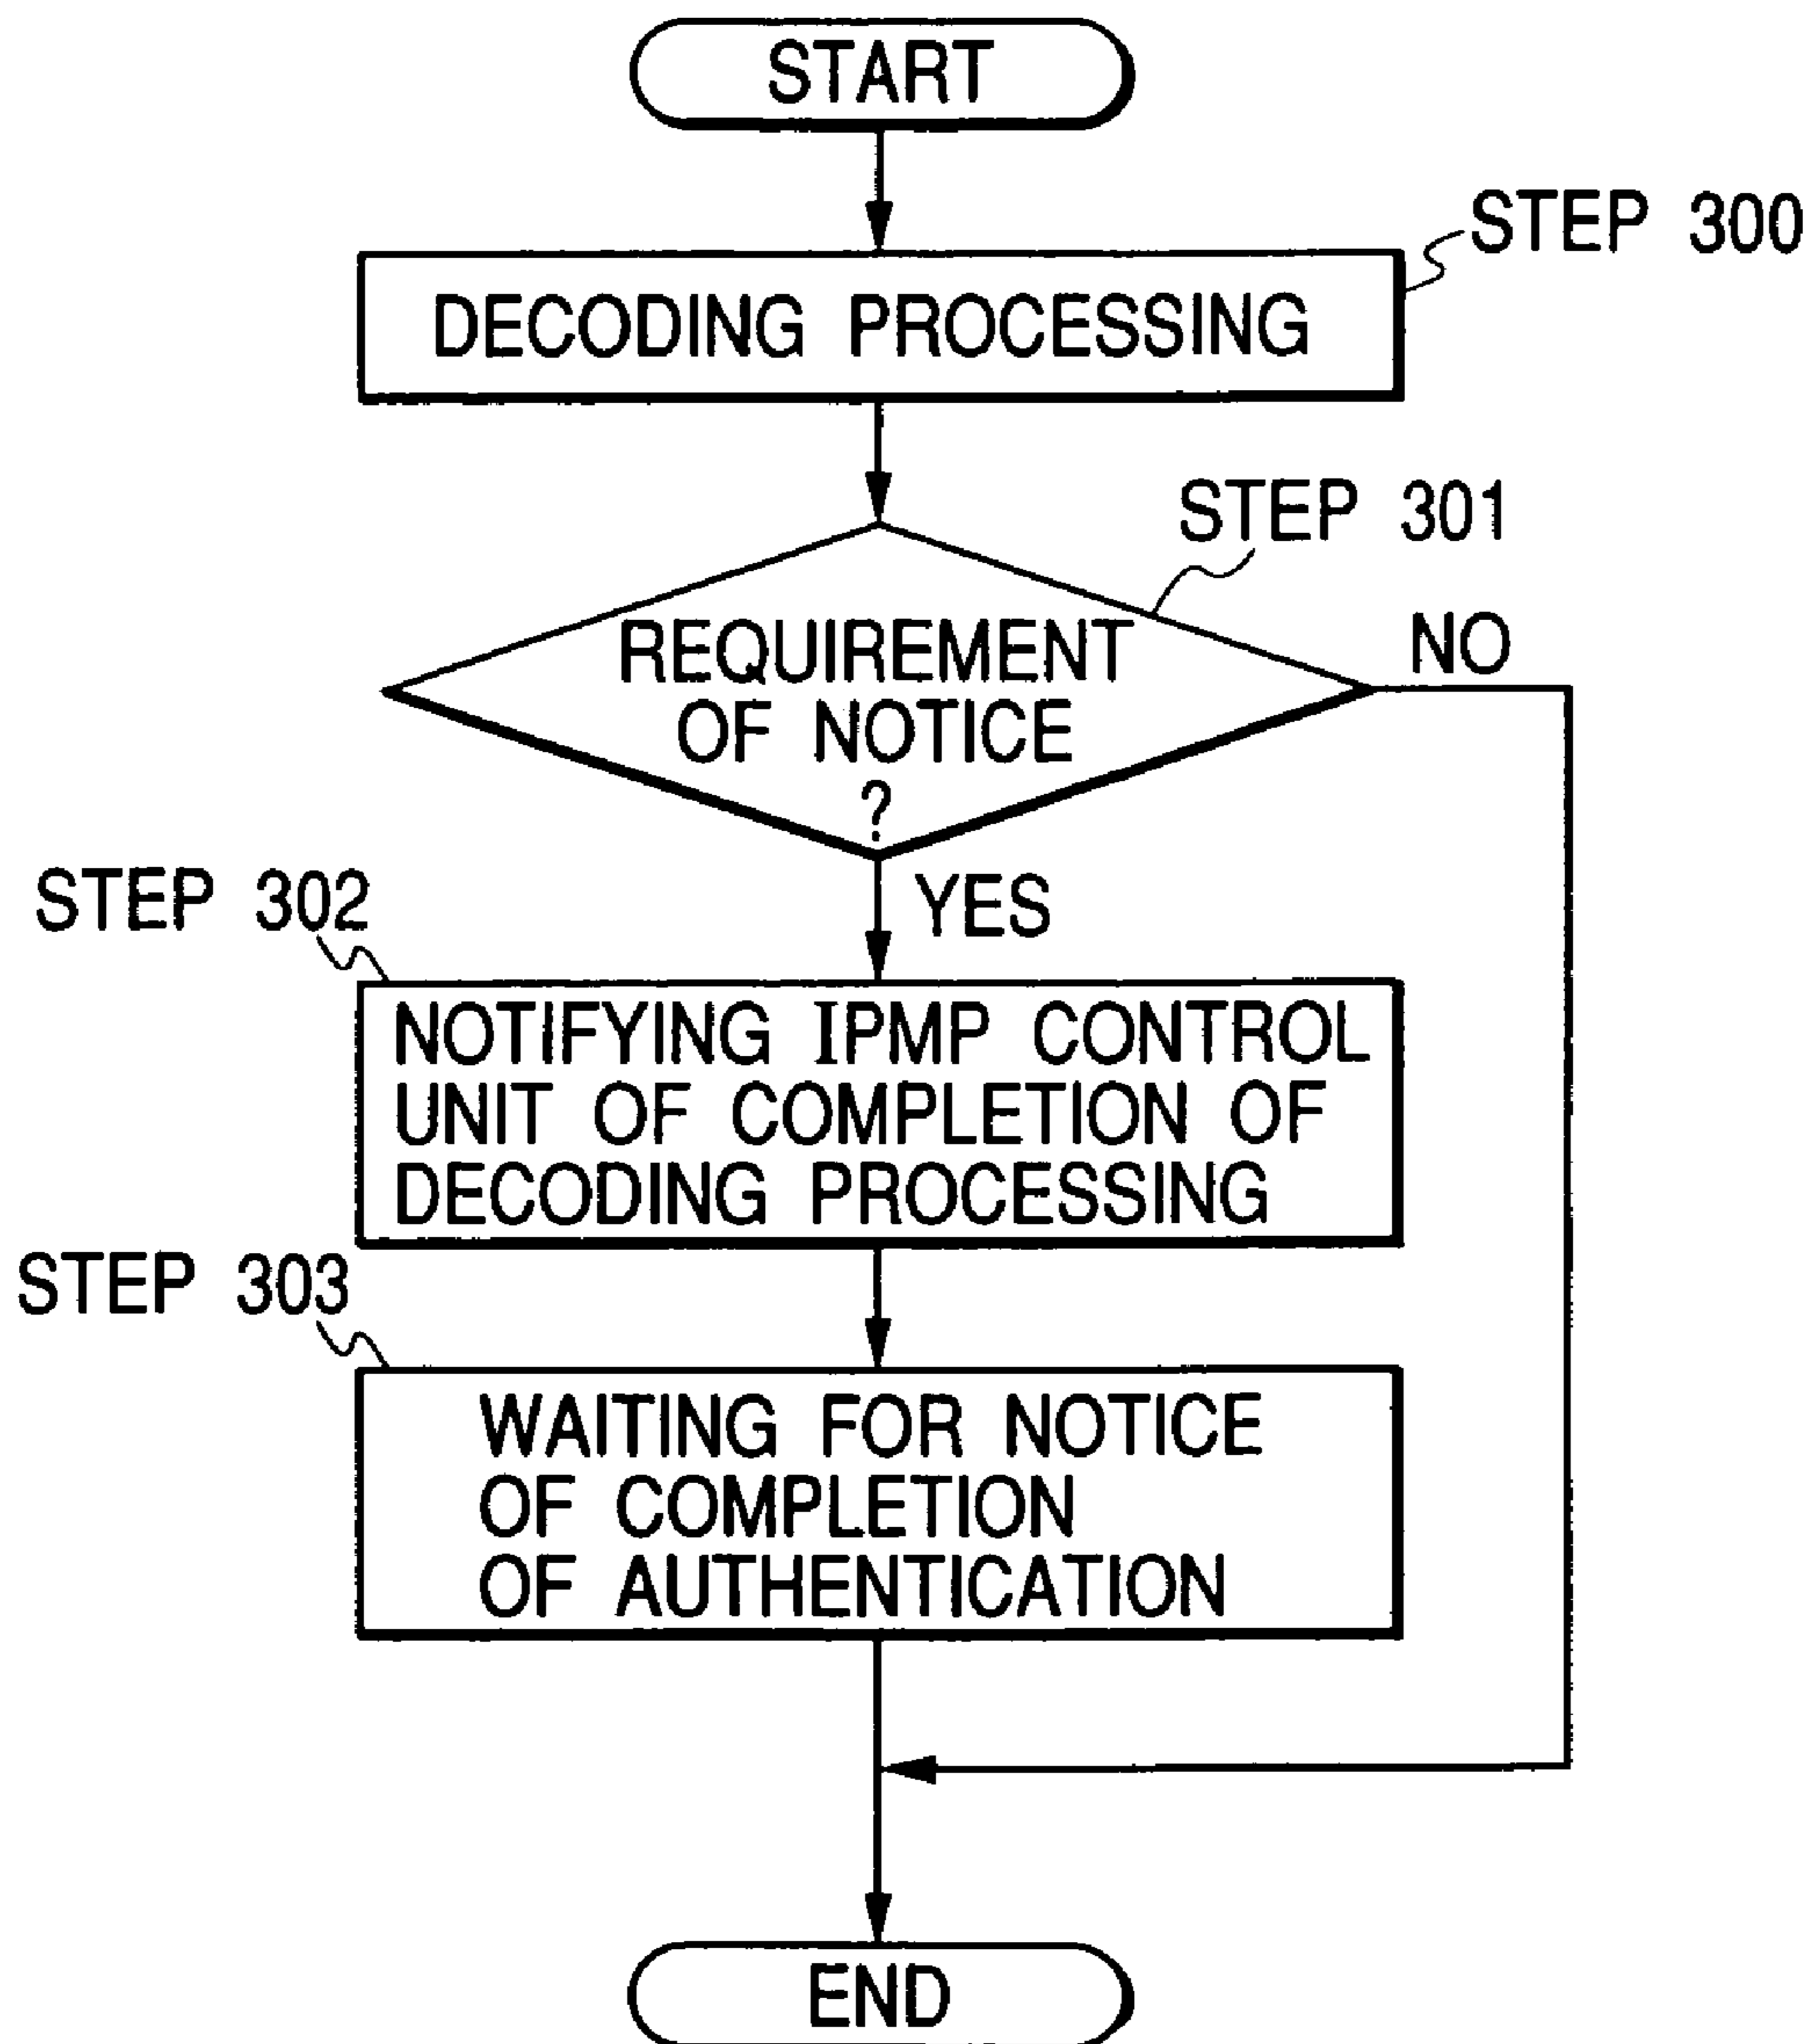 START
STEP 300
DECODING PROCESSING
STEP 301
REQUIREMENT
OF NOTICE
?
NO
YES
STEP 302
NOTIFYING IPMP CONTROL
UNIT OF COMPLETION OF
DECODING PROCESSING
STEP 303
WAITING FOR NOTICE
OF COMPLETION
OF AUTHENTICATION
END